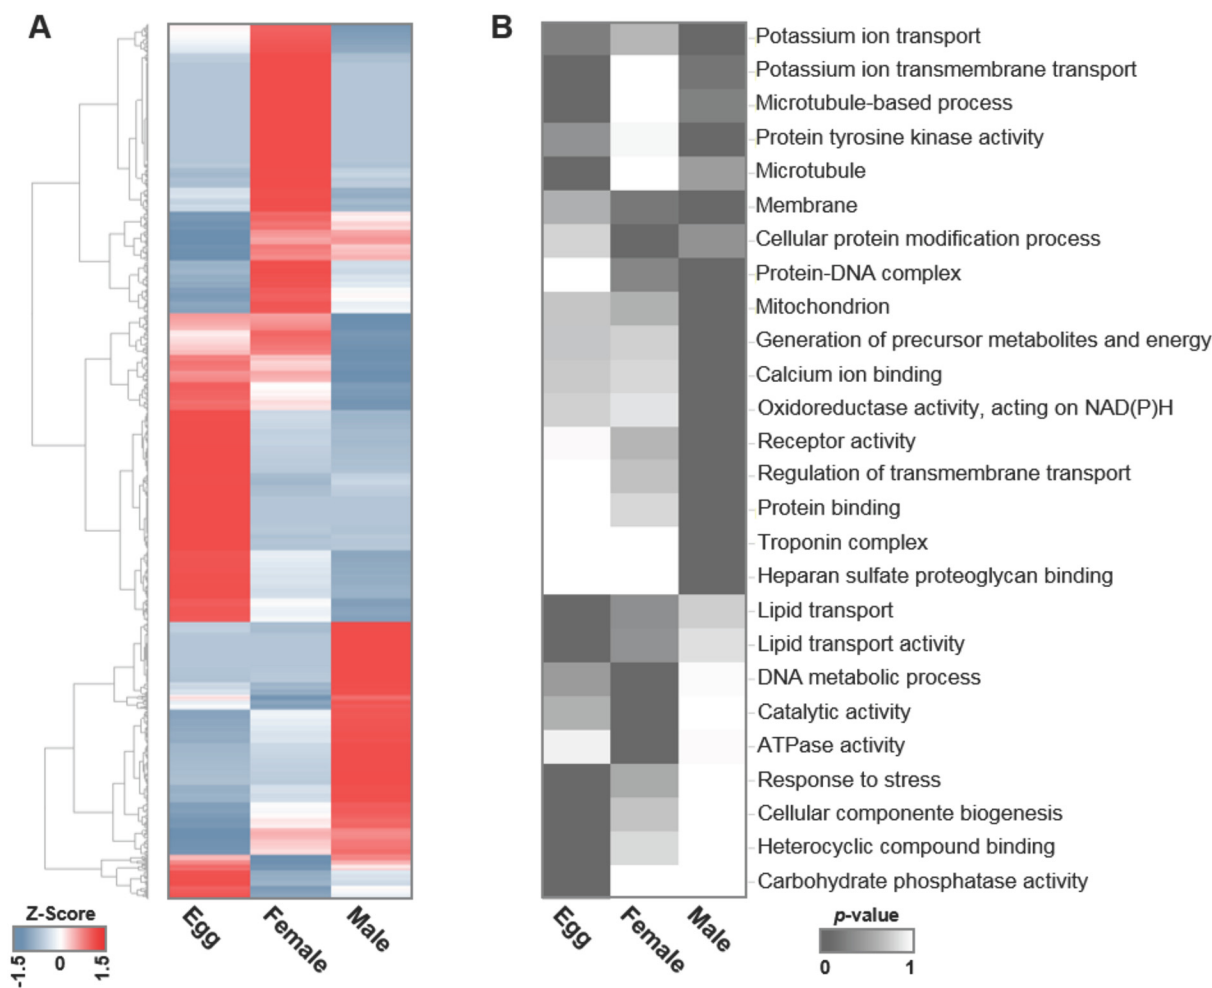 A
B
Potassium ion transport
Potassium ion transmembrane transport
Microtubule-based process
Protein tyrosine kinase activity
Microtubule
Membrane
Cellular protein modification process
Protein-DNA complex
Mitochondrion
Generation of precursor metabolites and energy
Calcium ion binding
Oxidoreductase activity, acting on NAD(P)H
Receptor activity
Regulation of transmembrane transport
Protein binding
Troponin complex
Heparan sulfate proteoglycan binding
Lipid transport
Lipid transport activity
DNA metabolic process
Catalytic activity
ATPase activity
Response to stress
Cellular componente biogenesis
Heterocyclic compound binding
Carbohydrate phosphatase activity
Egg Female Male
Egg Female Male
Z-Score
-1.5 0 1.5
p-value
0 1